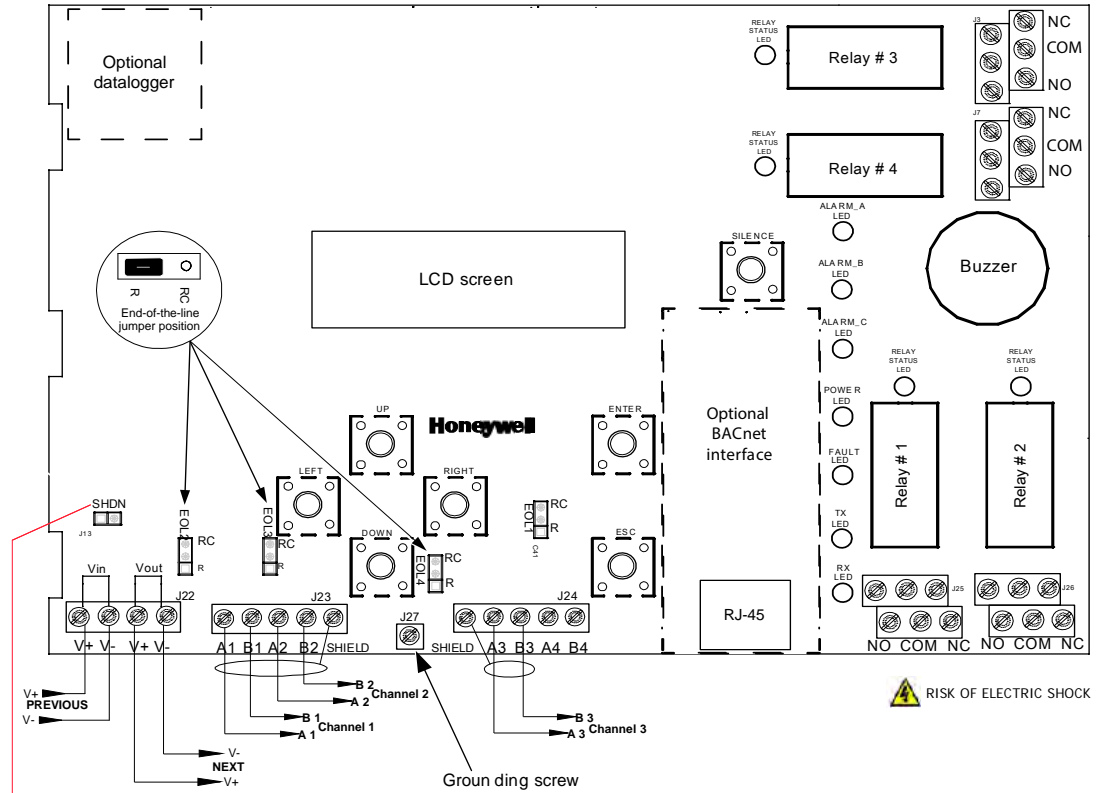 Optional
datalogger
RELAY
STATUS
LED
Relay # 3
J3
NC
COM
NO
RELAY
STATUS
LED
Relay # 4
J7
NC
COM
NO
ALARM_A
LED
SILENCE
ALARM_B
LED
Buzzer
LCD screen
R
RC
End-of-the-line
jumper position
ALARM_C
LED
RELAY
STATUS
LED
RELAY
STATUS
LED
POWER
LED
UP
Honeywell
ENTER
Optional
BACnet
interface
Relay # 1
Relay # 2
FAULT
LED
LEFT
RIGHT
SHDN
J13
EOL2
RC
R
EOL3
RC
R
DOWN
EOL4
RC
R
EOL1
RC
R
ESC
TX
LED
RX
LED
Vin
Vout
J22
J23
J27
J24
RJ-45
J25
J26
V+ V- V+ V-
A1 B1 A2 B2 SHIELD
SHIELD A3 B3 A4 B4
NO COM NC
NO COM NC
V+
PREVIOUS
V-
B 2
Channel 2
A 2
B 1
Channel 1
A 1
B 3
Channel 3
A 3
RISK OF ELECTRIC SHOCK
V-
NEXT
V+
Grounding screw